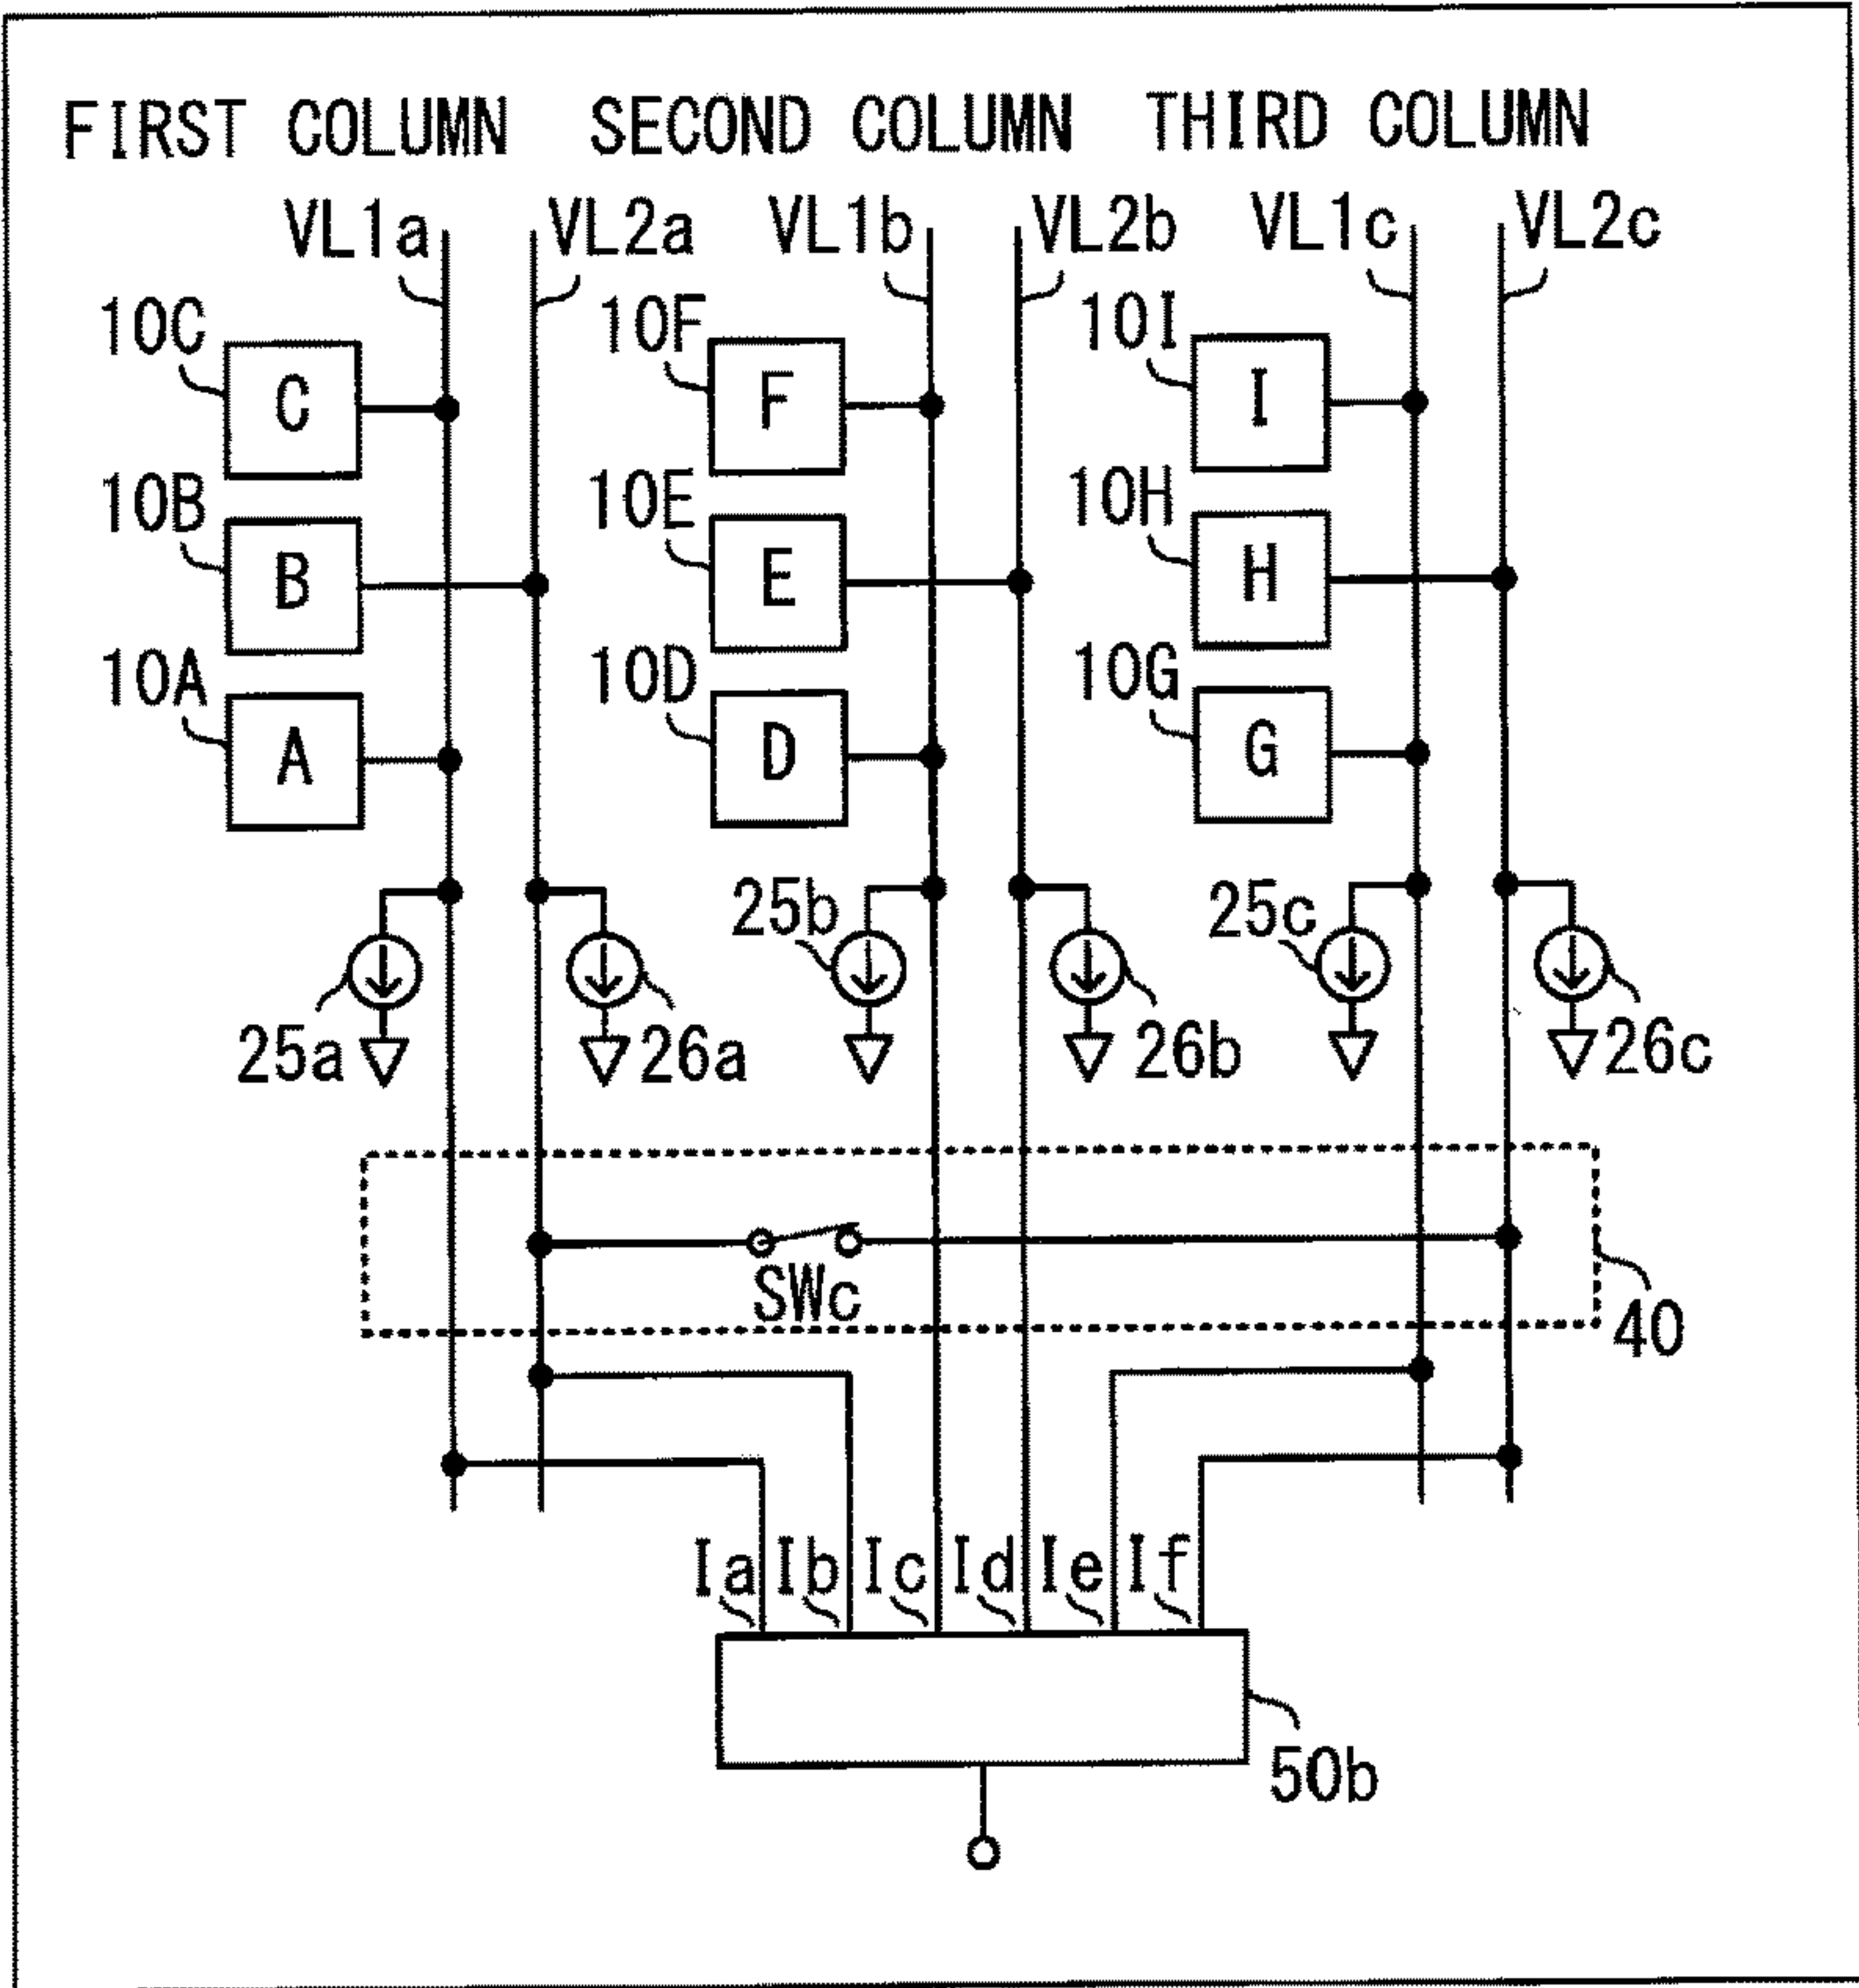 FIRST COLUMN SECOND COLUMN THIRD COLUMN
VL1a VL2a VL1b VL2b VL1c VL2c
10C C 10F F 10I I
10B B 10E E 10H H
10A A 10D D 10G G
25a 26a 25b 26b 25c 26c
SWc
40
Ia Ib Ic Id Ie If
50b